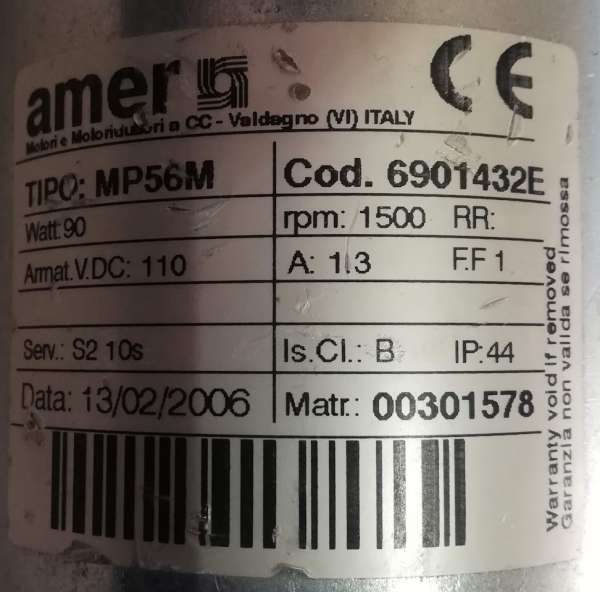 amer
CE
Motori e Motoriduttori a CC - Valdagno (VI) ITALY
TIPO: MP56M Cod. 6901432E
Watt: 90 rpm: 1500 RR:
Armat.V.DC: 110 A: 1.3 F.F 1
Serv.: S2 10s Is.Cl.: B IP:44
Data: 13/02/2006 Matr.: 00301578
Warranty void if removed
Garanzia non valida se rimossa